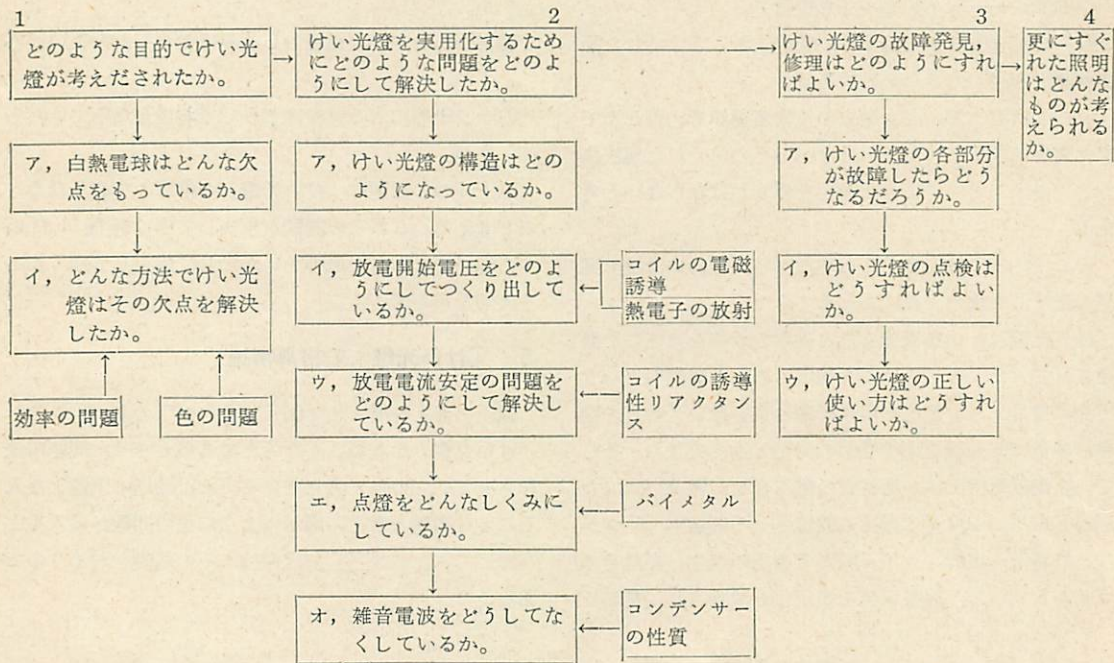 1
どのような目的でけい光
燈が考えだされたか。
ア，白熱電球はどんな欠
点をもっているか。
イ，どんな方法でけい光
燈はその欠点を解決
したか。
効率の問題
色の問題
2
けい光燈を実用化するため
にどのような問題をどのよ
うにして解決したか。
ア，けい光燈の構造はどの
ようになっているか。
イ，放電開始電圧をどのよ
うにしてつくり出して
いるか。
コイルの電磁
誘導
熱電子の放射
ウ，放電電流安定の問題を
どのようにして解決し
ているか。
コイルの誘導
性リアクタン
ス
エ，点燈をどんなしくみに
しているか。
バイメタル
オ，雑音電波をどうしてな
くしているか。
コンデンサー
の性質
3
けい光燈の故障発見，
修理はどのようにすれ
ばよいか。
ア，けい光燈の各部分
が故障したらどう
なるだろうか。
イ，けい光燈の点検は
どうすればよい
か。
ウ，けい光燈の正しい
使い方はどうすれ
ばよいか。
4
更にすぐ
れた照明
はどんな
ものが考
えられる
か。